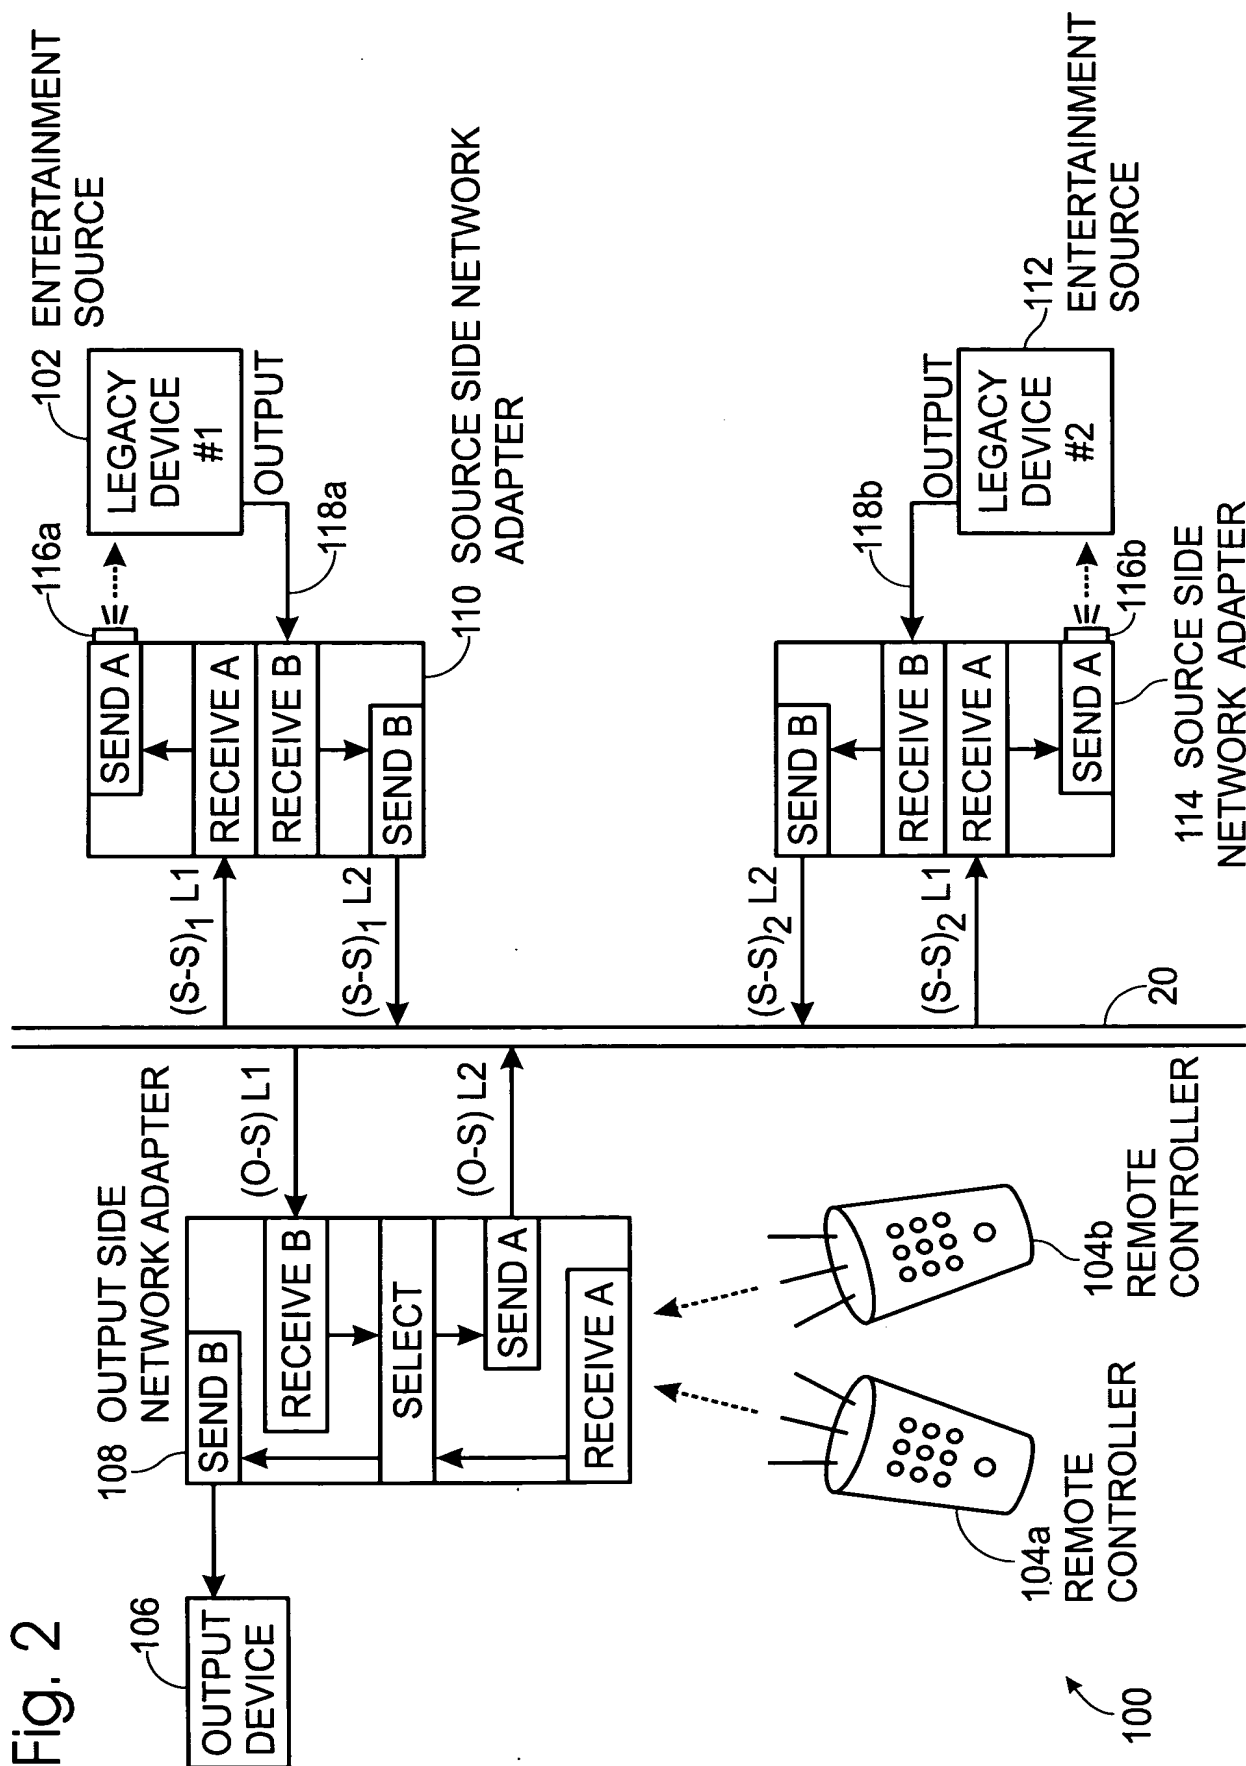 Fig. 2
106
OUTPUT
DEVICE
108 OUTPUT SIDE
NETWORK ADAPTER
SEND B
RECEIVE B
SELECT
SEND A
RECEIVE A
(O-S) L1
(O-S) L2
104a
REMOTE
CONTROLLER
104b
REMOTE
CONTROLLER
100
20
(S-S)1 L1
(S-S)1 L2
SEND A
RECEIVE A
RECEIVE B
SEND B
116a
118a
110 SOURCE SIDE NETWORK
ADAPTER
102 ENTERTAINMENT
SOURCE
LEGACY
DEVICE
#1
OUTPUT
(S-S)2 L2
(S-S)2 L1
SEND B
RECEIVE B
RECEIVE A
SEND A
118b
116b
114 SOURCE SIDE
NETWORK ADAPTER
OUTPUT
LEGACY
DEVICE
#2
112
ENTERTAINMENT
SOURCE